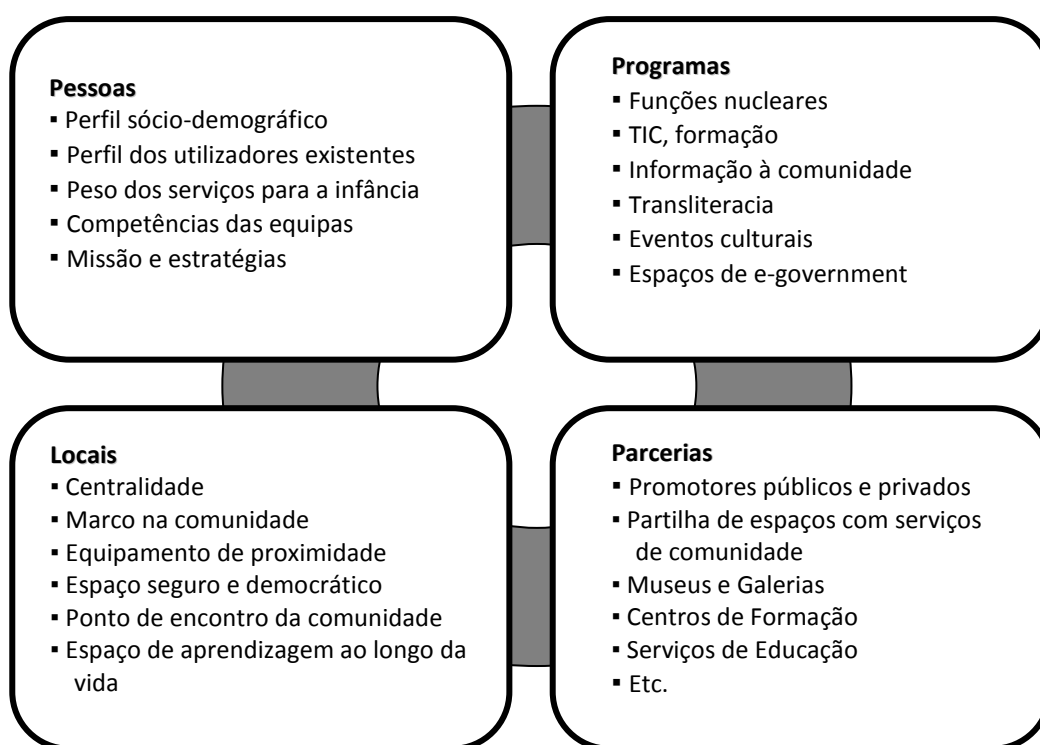 Pessoas
▪ Perfil sócio-demográfico
▪ Perfil dos utilizadores existentes
▪ Peso dos serviços para a infância
▪ Competências das equipas
▪ Missão e estratégias
Programas
▪ Funções nucleares
▪ TIC, formação
▪ Informação à comunidade
▪ Transliteracia
▪ Eventos culturais
▪ Espaços de e-government
Locais
▪ Centralidade
▪ Marco na comunidade
▪ Equipamento de proximidade
▪ Espaço seguro e democrático
▪ Ponto de encontro da comunidade
▪ Espaço de aprendizagem ao longo da
vida
Parcerias
▪ Promotores públicos e privados
▪ Partilha de espaços com serviços
de comunidade
▪ Museus e Galerias
▪ Centros de Formação
▪ Serviços de Educação
▪ Etc.